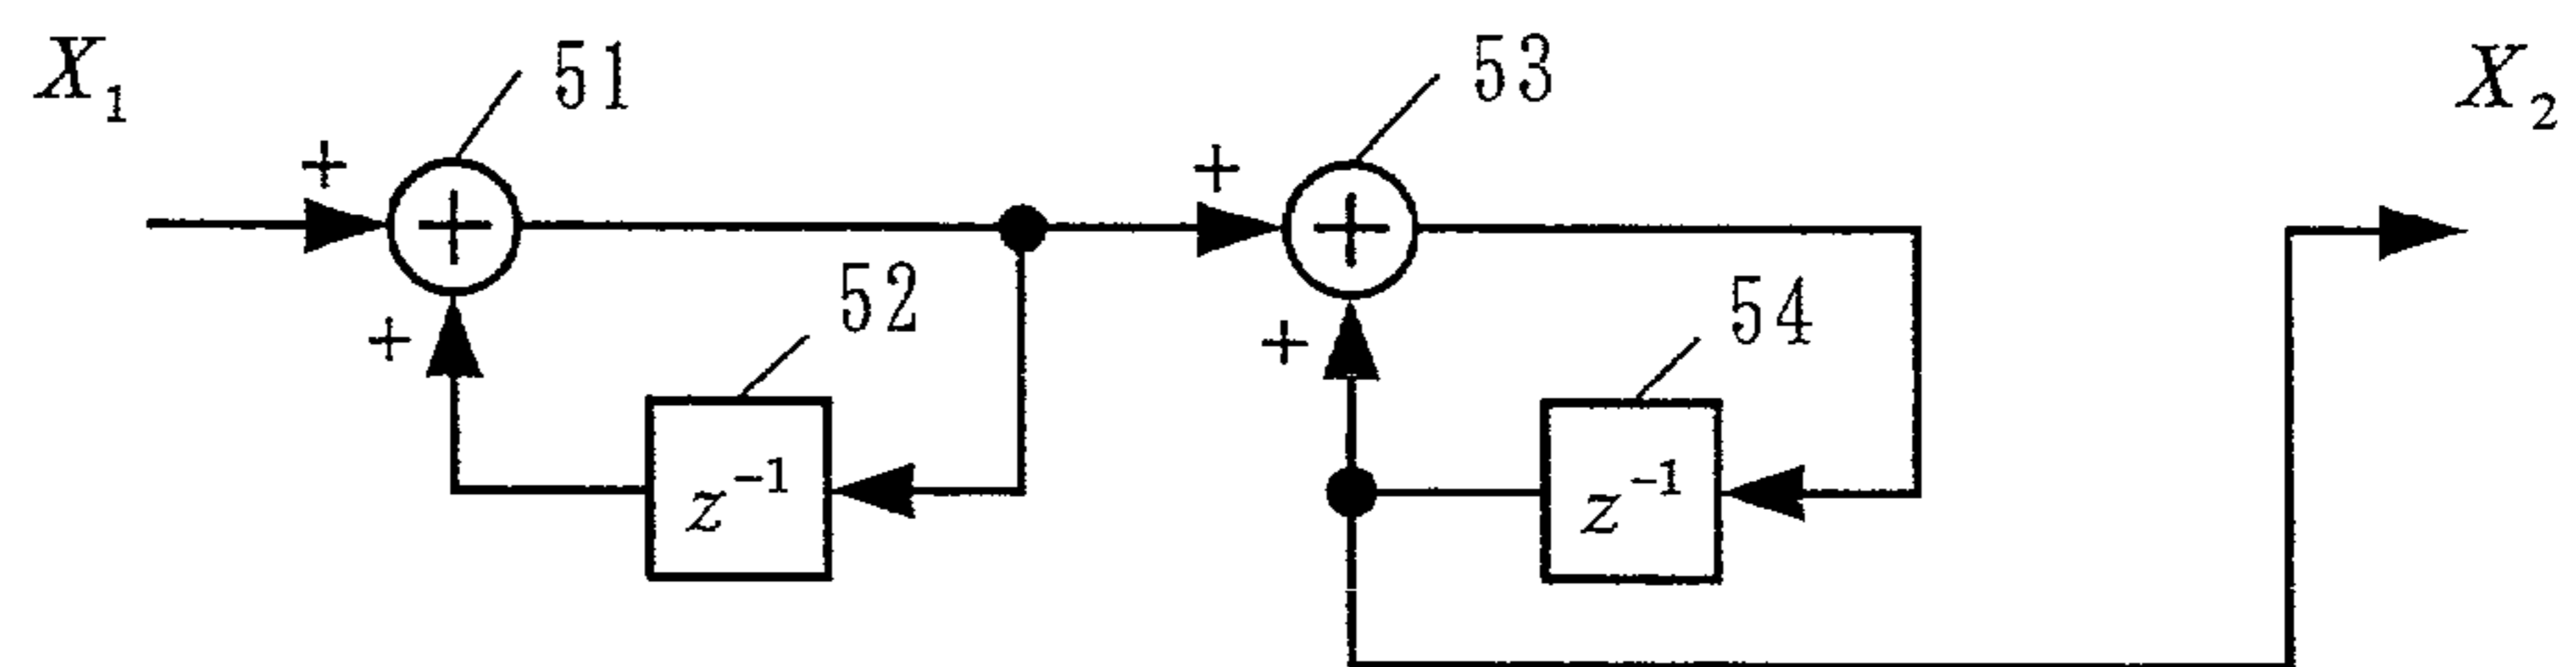 X₁ 51 53 X₂
+ +
52 54
+ +
z⁻¹ z⁻¹